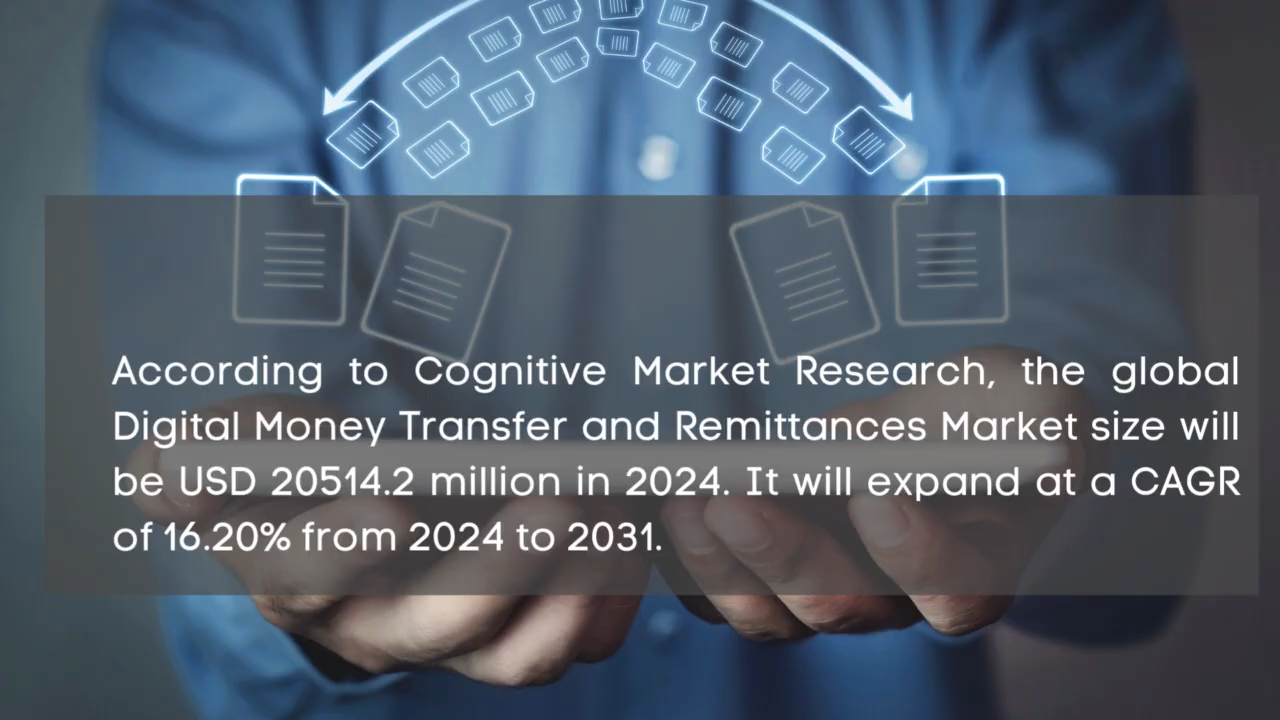 According to Cognitive Market Research, the global
Digital Money Transfer and Remittances Market size will
be USD 20514.2 million in 2024. It will expand at a CAGR
of 16.20% from 2024 to 2031.